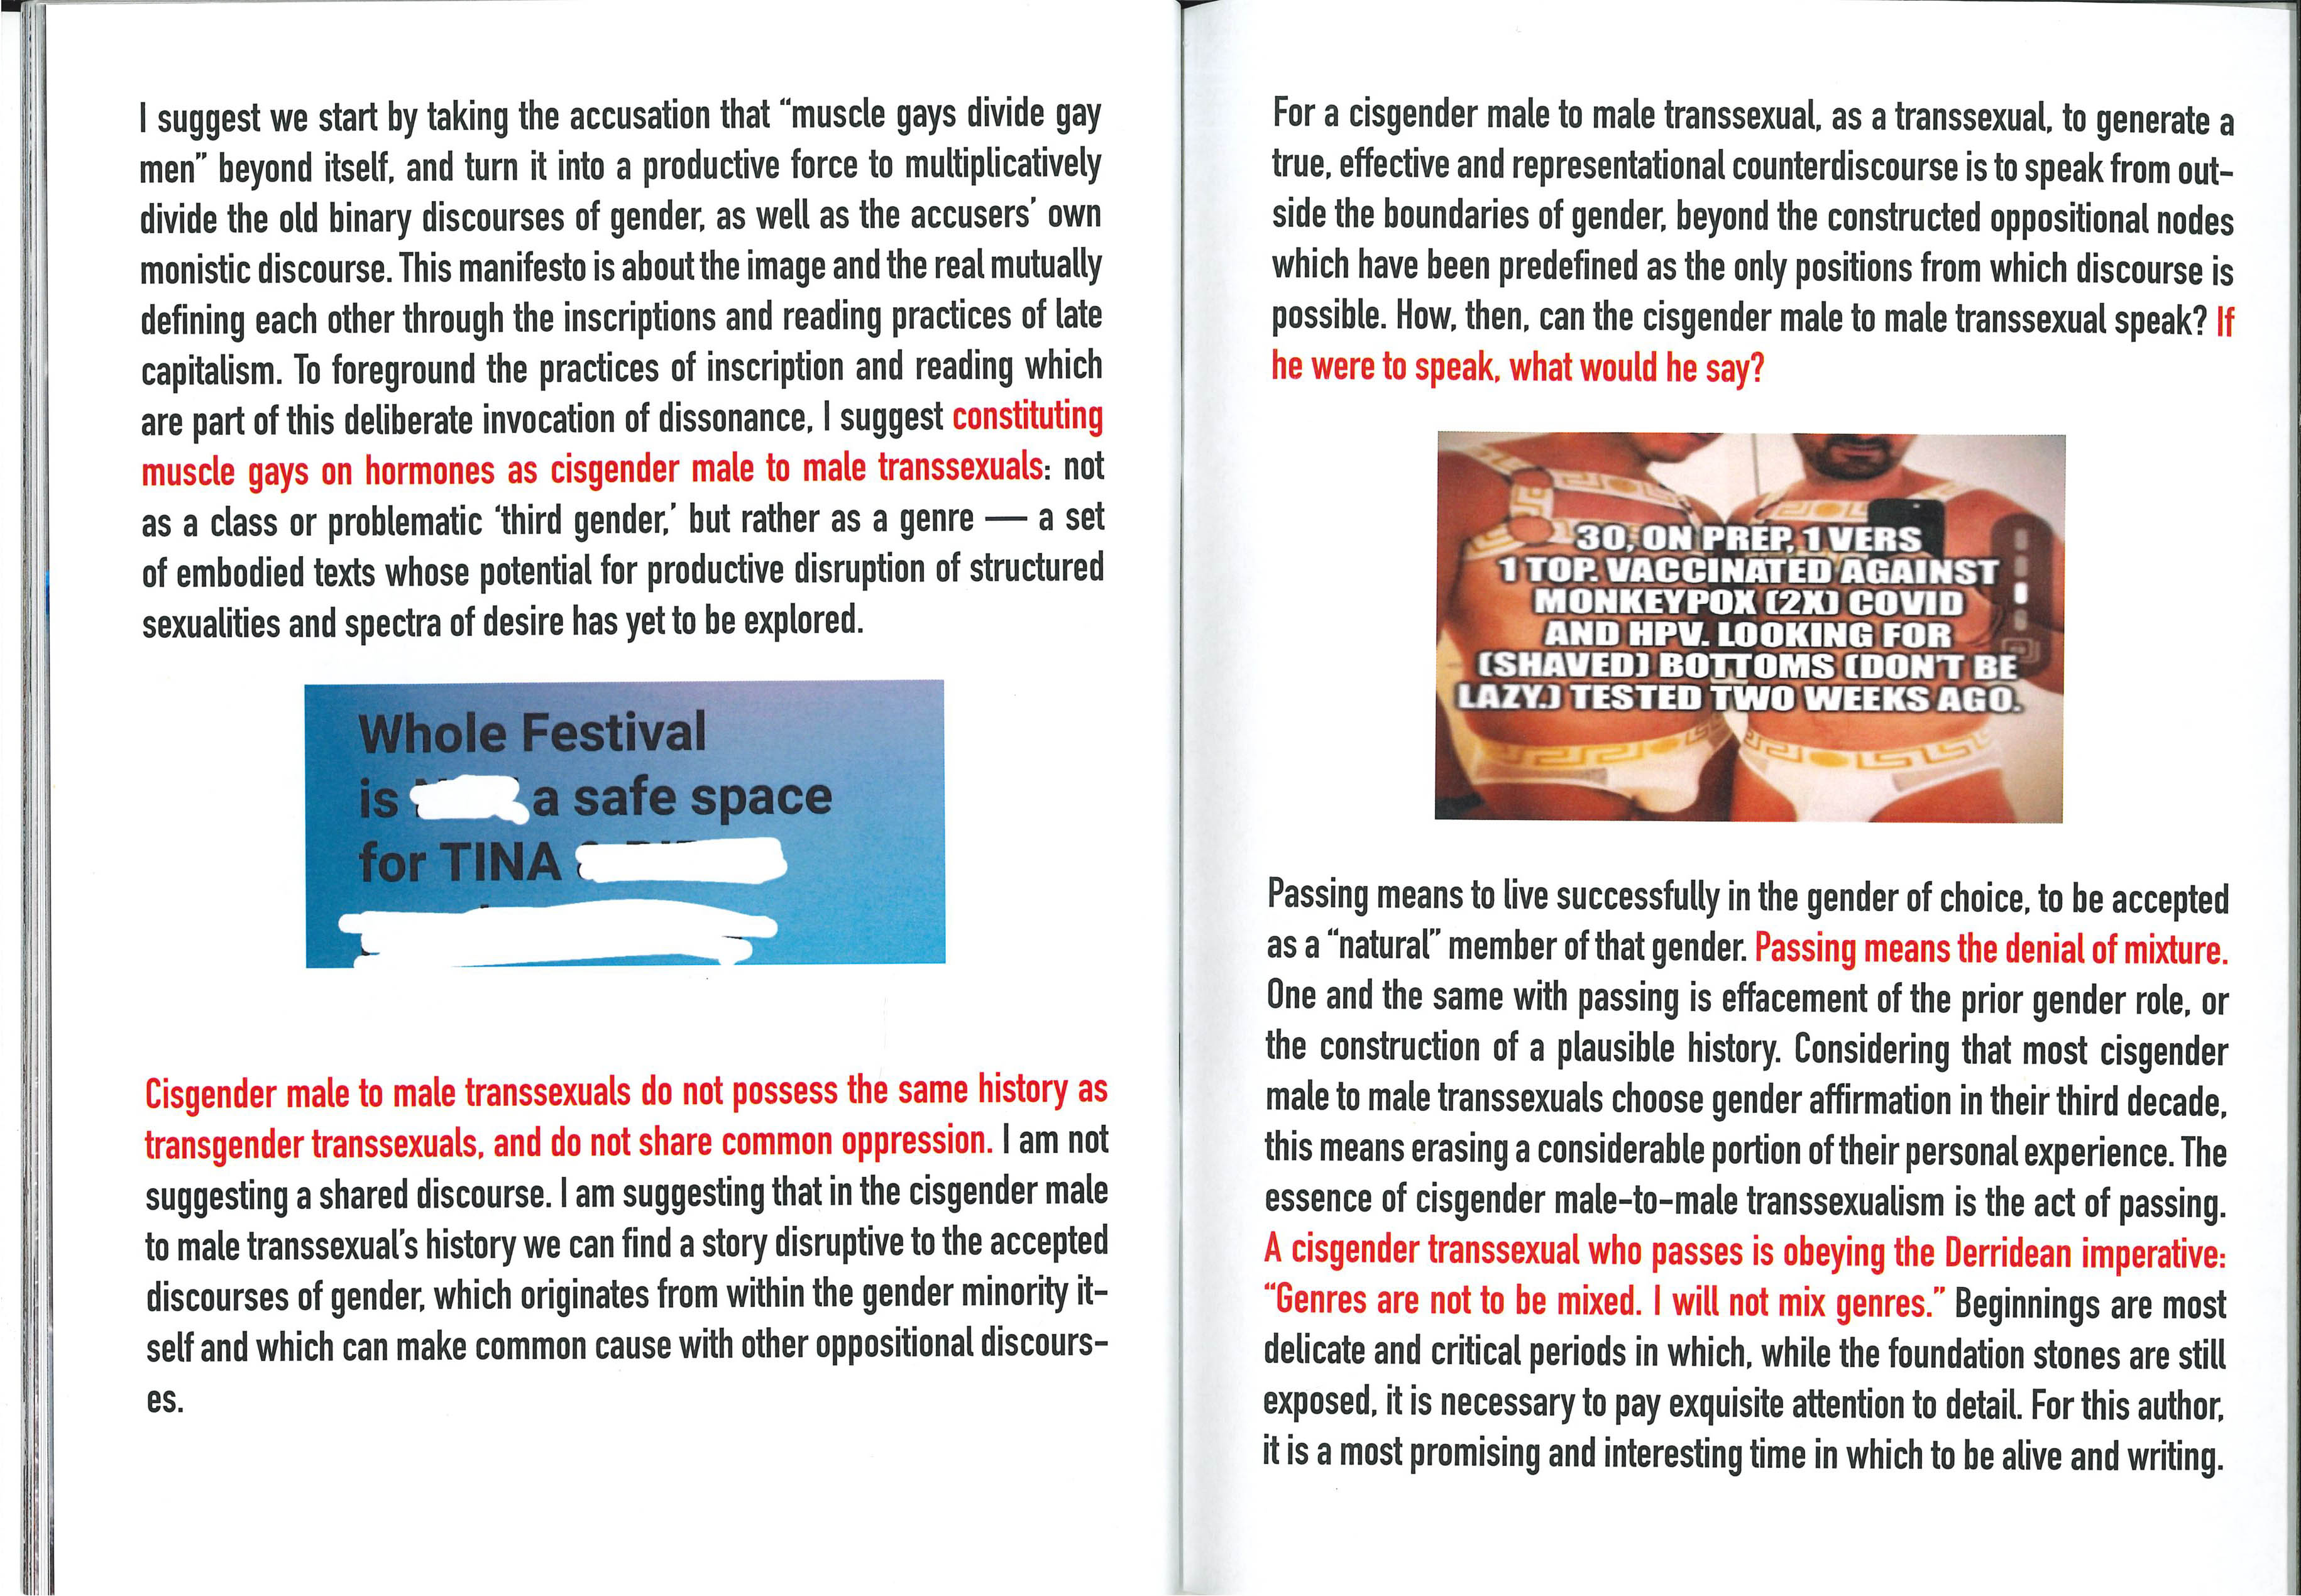 I suggest we start by taking the accusation that “muscle gays divide gay
men” beyond itself, and turn it into a productive force to multiplicatively
divide the old binary discourses of gender, as well as the accusers’ own
monistic discourse. This manifesto is about the image and the real mutually
defining each other through the inscriptions and reading practices of late
capitalism. To foreground the practices of inscription and reading which
are part of this deliberate invocation of dissonance, I suggest constituting
muscle gays on hormones as cisgender male to male transsexuals: not
as a class or problematic ‘third gender,’ but rather as a genre — a set
of embodied texts whose potential for productive disruption of structured
sexualities and spectra of desire has yet to be explored.
Whole Festival
is a safe space
for TINA
Cisgender male to male transsexuals do not possess the same history as
transgender transsexuals, and do not share common oppression. I am not
suggesting a shared discourse. I am suggesting that in the cisgender male
to male transsexual’s history we can find a story disruptive to the accepted
discourses of gender, which originates from within the gender minority it-
self and which can make common cause with other oppositional discours-
es.
For a cisgender male to male transsexual, as a transsexual, to generate a
true, effective and representational counterdiscourse is to speak from out-
side the boundaries of gender, beyond the constructed oppositional nodes
which have been predefined as the only positions from which discourse is
possible. How, then, can the cisgender male to male transsexual speak? If
he were to speak, what would he say?
30, ON PREP, 1 VERS
1 TOP. VACCINATED AGAINST
MONKEYPOX (2X) COVID
AND HPV. LOOKING FOR
(SHAVED) BOTTOMS (DON'T BE
LAZY.) TESTED TWO WEEKS AGO.
Passing means to live successfully in the gender of choice, to be accepted
as a “natural” member of that gender. Passing means the denial of mixture.
One and the same with passing is effacement of the prior gender role, or
the construction of a plausible history. Considering that most cisgender
male to male transsexuals choose gender affirmation in their third decade,
this means erasing a considerable portion of their personal experience. The
essence of cisgender male-to-male transsexualism is the act of passing.
A cisgender transsexual who passes is obeying the Derridean imperative:
“Genres are not to be mixed. I will not mix genres.” Beginnings are most
delicate and critical periods in which, while the foundation stones are still
exposed, it is necessary to pay exquisite attention to detail. For this author,
it is a most promising and interesting time in which to be alive and writing.